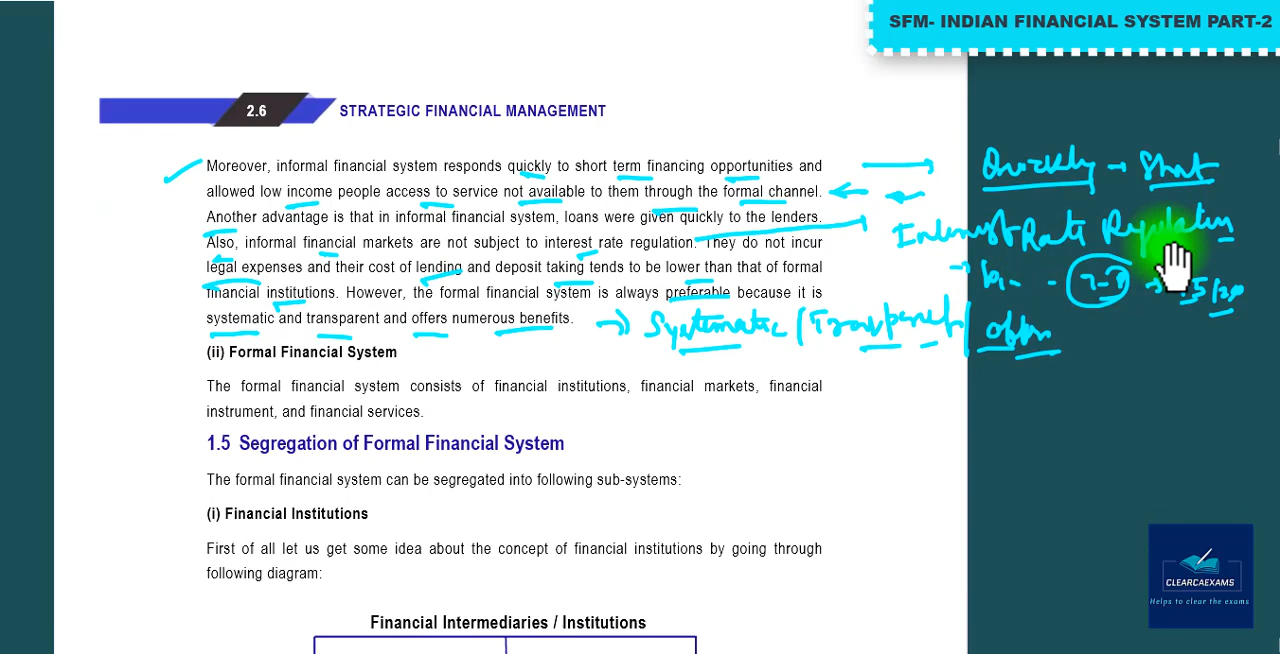 SFM- INDIAN FINANCIAL SYSTEM PART-2
2.6 STRATEGIC FINANCIAL MANAGEMENT
Moreover, informal financial system responds quickly to short term financing opportunities and
allowed low income people access to service not available to them through the formal channel.
Another advantage is that in informal financial system, loans were given quickly to the lenders.
Also, informal financial markets are not subject to interest rate regulation. They do not incur
legal expenses and their cost of lending and deposit taking tends to be lower than that of formal
financial institutions. However, the formal financial system is always preferable because it is
systematic and transparent and offers numerous benefits.
Quickly → Short
Interest Rate Regulation
Systematic / Transparent
(ii) Formal Financial System
The formal financial system consists of financial institutions, financial markets, financial
instrument, and financial services.
1.5 Segregation of Formal Financial System
The formal financial system can be segregated into following sub-systems:
(i) Financial Institutions
First of all let us get some idea about the concept of financial institutions by going through
following diagram:
Financial Intermediaries / Institutions
CLEARCAEXAMS
Helps to clear the exams